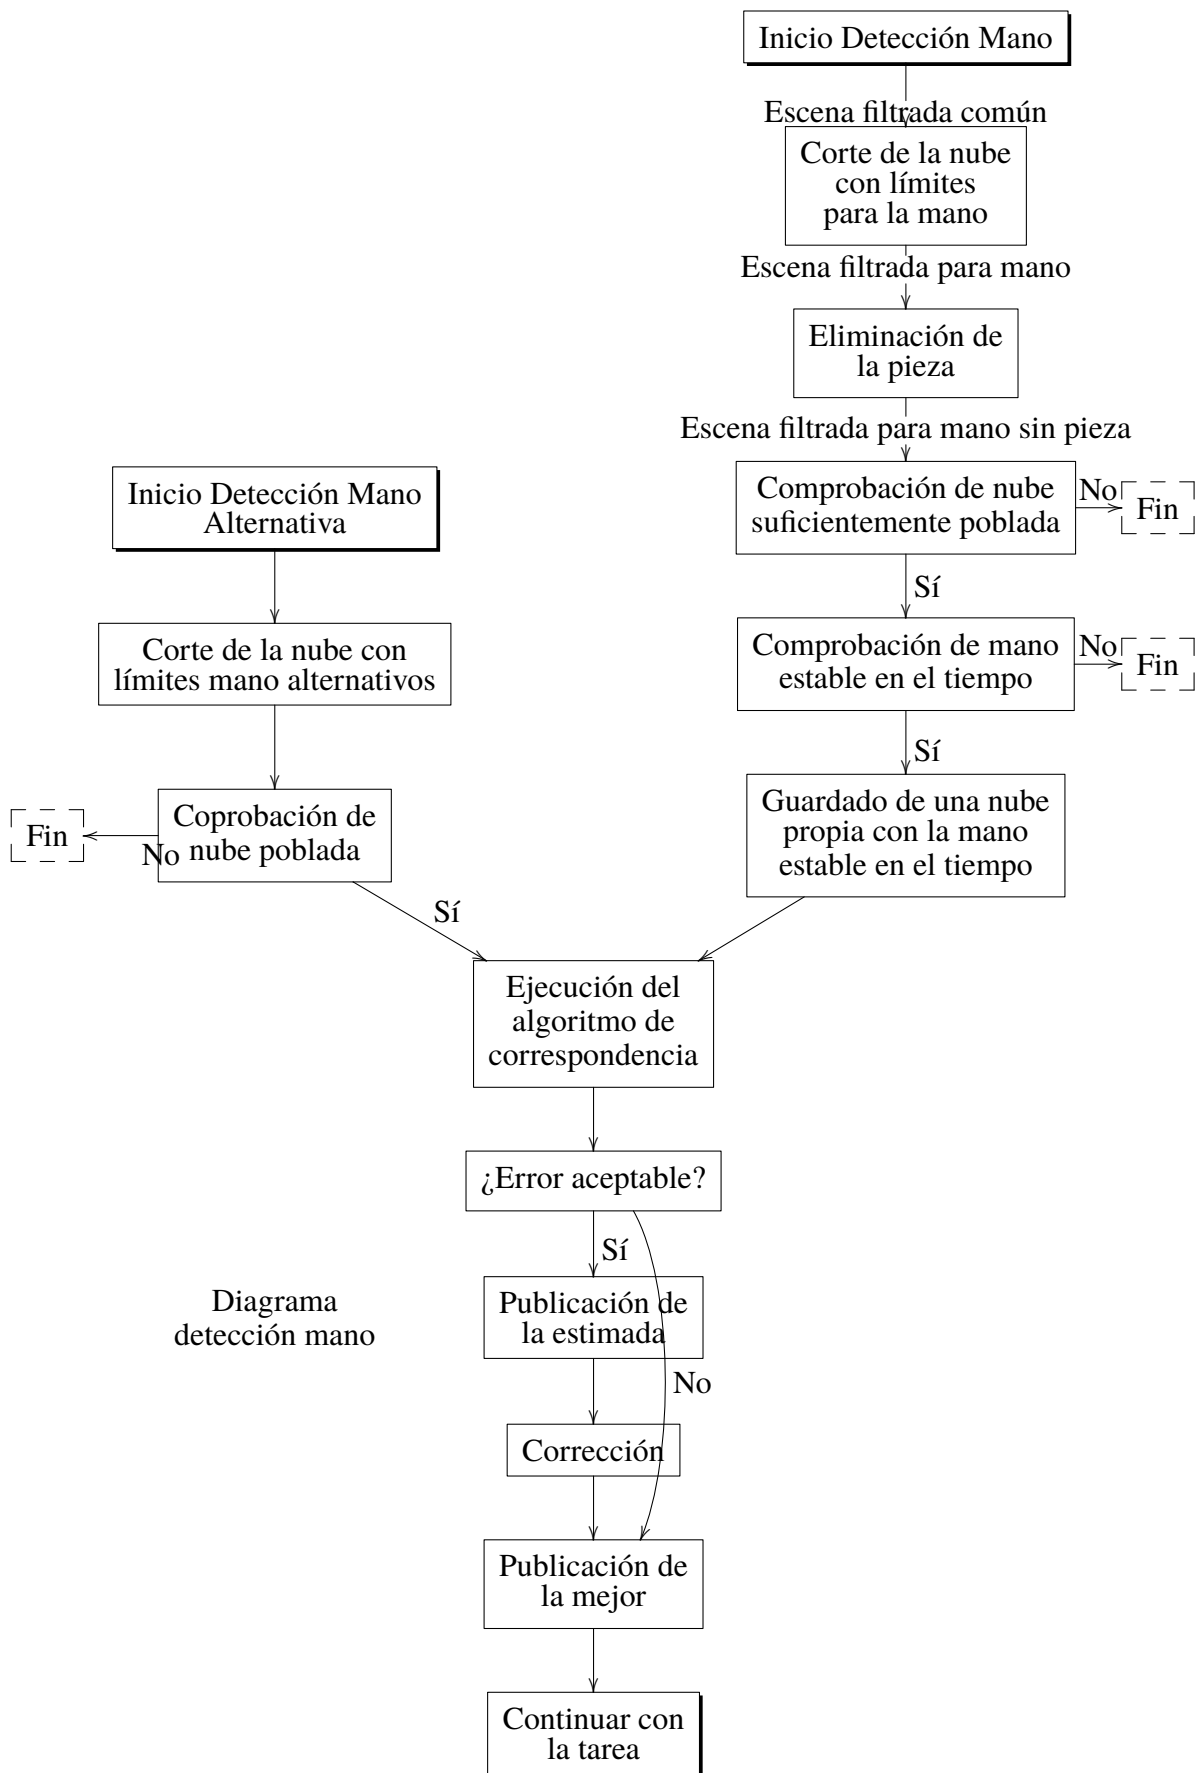 Inicio Detección Mano
Escena filtrada común
Corte de la nube
con límites
para la mano
Escena filtrada para mano
Eliminación de
la pieza
Escena filtrada para mano sin pieza
Comprobación de nube
suficientemente poblada
No
Fin
Sí
Comprobación de mano
estable en el tiempo
No
Fin
Sí
Guardado de una nube
propia con la mano
estable en el tiempo
Inicio Detección Mano
Alternativa
Corte de la nube con
límites mano alternativos
Coprobación de
nube poblada
No
Fin
Sí
Ejecución del
algoritmo de
correspondencia
¿Error aceptable?
Sí
No
Publicación de
la estimada
Corrección
Publicación de
la mejor
Continuar con
la tarea
Diagrama
detección mano